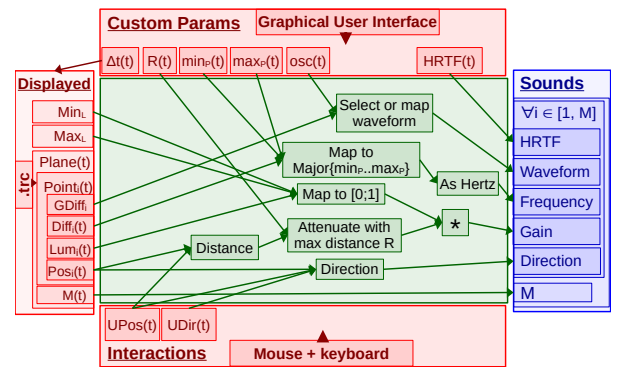 Custom Params
Graphical User Interface
Δt(t) R(t) minₚ(t) maxₚ(t) osc(t) HRTF(t)
Displayed
Min_L
Max_L
Plane(t)
.trc
Pointᵢ(t)
GDiffᵢ
Diffᵢ(t)
Lumᵢ(t)
Posᵢ(t)
M(t)
Select or map
waveform
Map to
Major{minₚ..maxₚ}
As Hertz
Map to [0;1]
Attenuate with
max distance R
*
Distance
Direction
Sounds
∀i ∈ [1, M]
HRTF
Waveform
Frequency
Gain
Direction
M
UPos(t) UDir(t)
Interactions
Mouse + keyboard